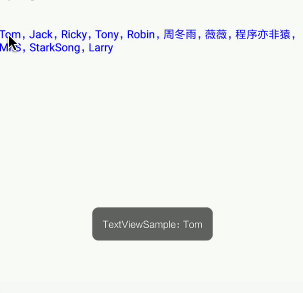 Tom, Jack, Ricky, Tony, Robin, 周冬雨, 薇薇, 程序亦非猿,
StarkSong, Larry
TextViewSample: Tom